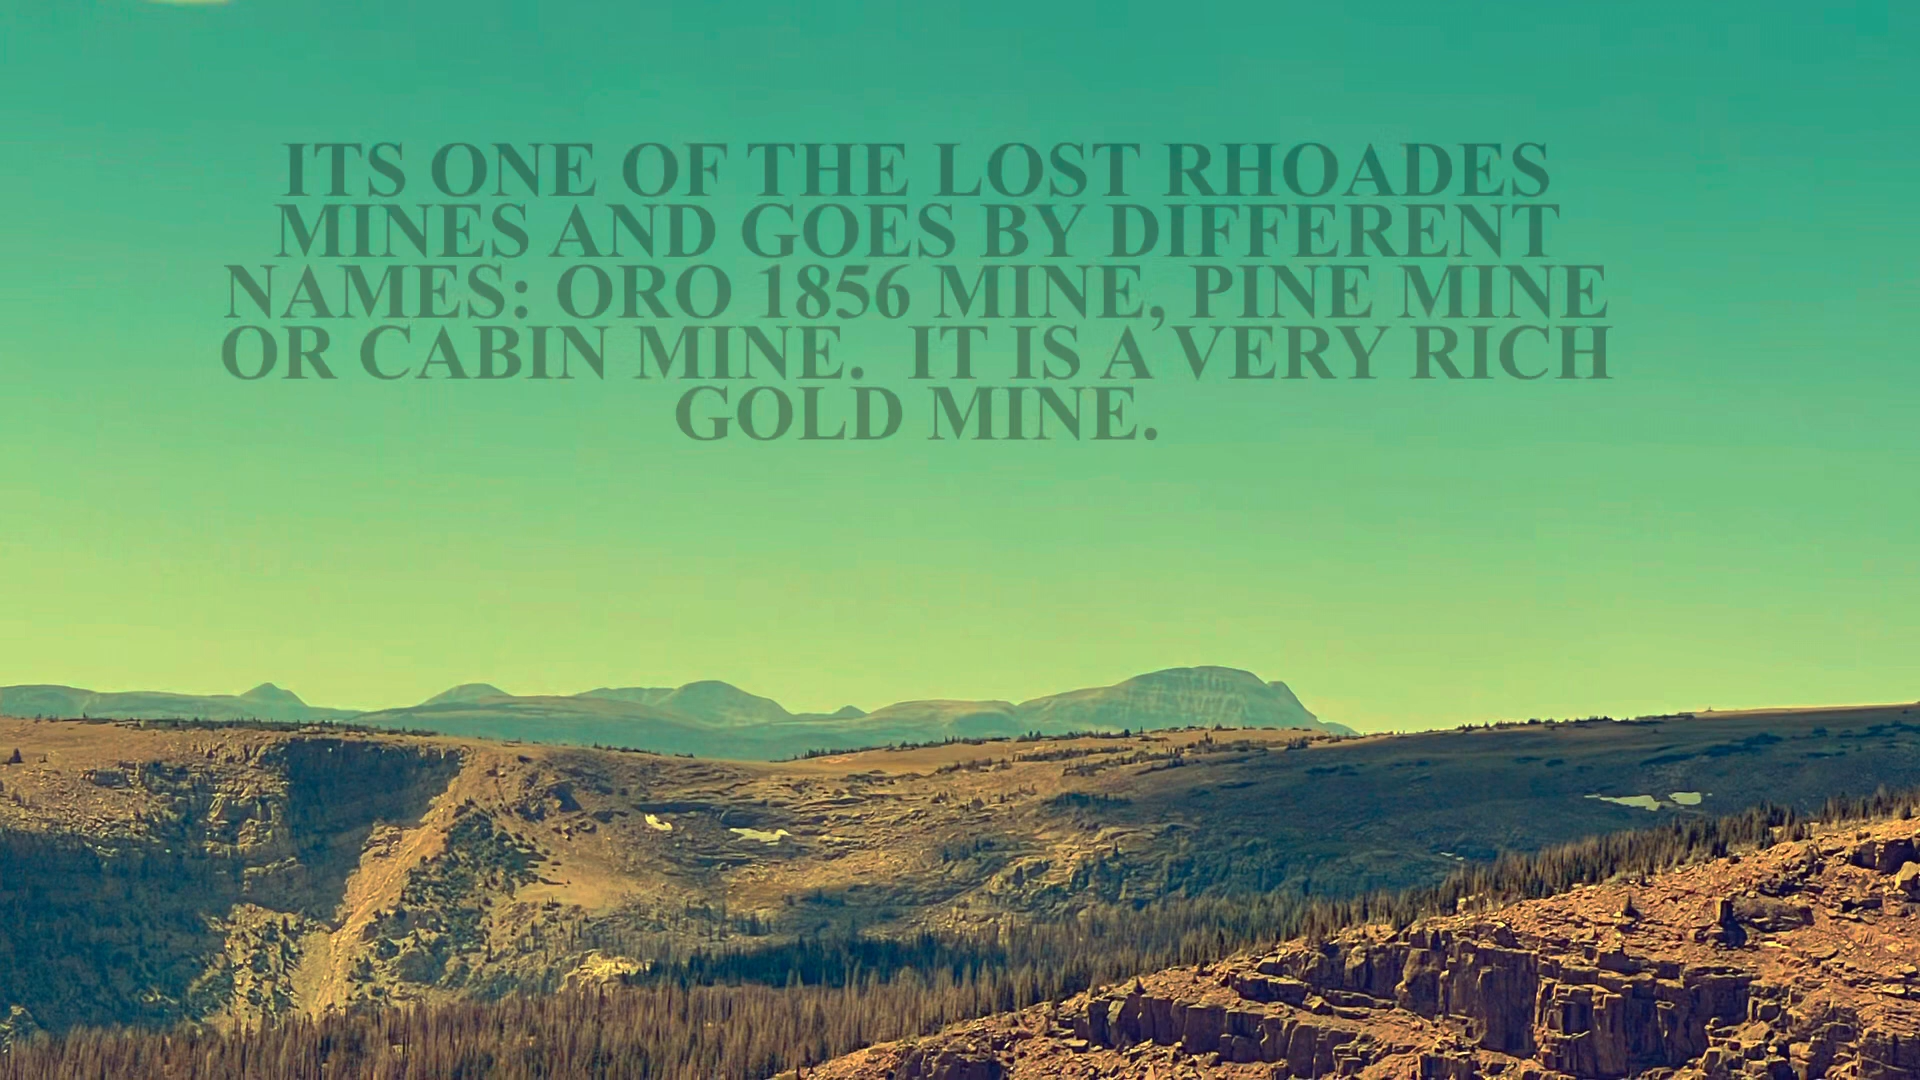 ITS ONE OF THE LOST RHOADES
MINES AND GOES BY DIFFERENT
NAMES: ORO 1856 MINE, PINE MINE
OR CABIN MINE. IT IS A VERY RICH
GOLD MINE.